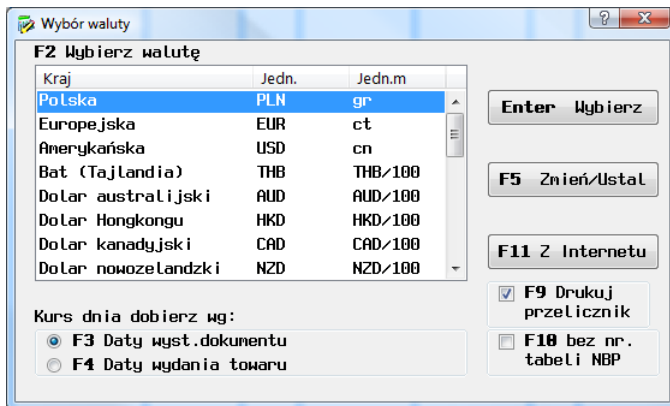 Wybór waluty
F2 Wybierz walutę
Kraj Jedn. Jedn.m
Polska PLN gr
Europejska EUR ct
Amerykańska USD cn
Bat (Tajlandia) THB THB/100
Dolar australijski AUD AUD/100
Dolar Hongkongu HKD HKD/100
Dolar kanadyjski CAD CAD/100
Dolar nowozelandzki NZD NZD/100
Enter Wybierz
F5 Zmień/Ustal
F11 Z Internetu
F9 Drukuj
przelicznik
F10 bez nr.
tabeli NBP
Kurs dnia dobierz wg:
F3 Daty wyst.dokumentu
F4 Daty wydania towaru